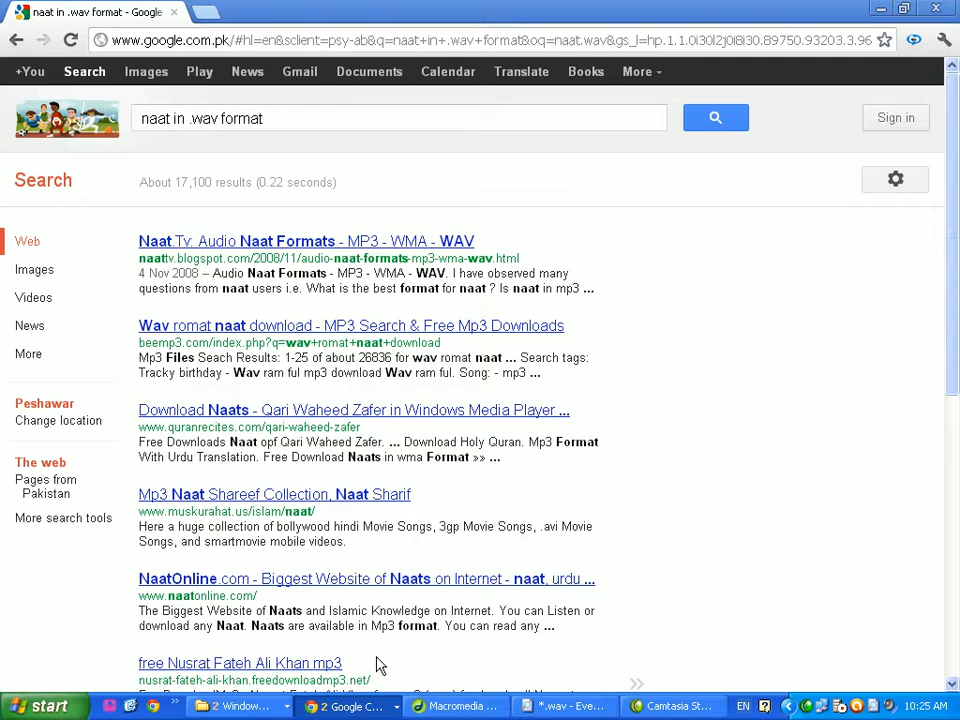 naat in .wav format - Google
www.google.com.pk/#hl=en&sclient=psy-ab&q=naat+in+.wav+format&oq=naat.wav&gs_l=hp.1.1.0i30l2j0i8i30.89750.93203.3.96
+You Search Images Play News Gmail Documents Calendar Translate Books More
naat in .wav format
Sign in
Search
About 17,100 results (0.22 seconds)
Web
Images
Videos
News
More
Peshawar
Change location
The web
Pages from
Pakistan
More search tools
Naat.Tv: Audio Naat Formats - MP3 - WMA - WAV
naattv.blogspot.com/2008/11/audio-naat-formats-mp3-wma-wav.html
4 Nov 2008 – Audio Naat Formats - MP3 - WMA - WAV. I have observed many
questions from naat users i.e. What is the best format for naat ? Is naat in mp3 ...
Wav romat naat download - MP3 Search & Free Mp3 Downloads
beemp3.com/index.php?q=wav+romat+naat+download
Mp3 Files Seach Results: 1-25 of about 26836 for wav romat naat ... Search tags:
Tracky birthday - Wav ram ful mp3 download Wav ram ful. Song: - mp3 ...
Download Naats - Qari Waheed Zafer in Windows Media Player ...
www.quranrecites.com/qari-waheed-zafer
Free Downloads Naat opf Qari Waheed Zafer. ... Download Holy Quran. Mp3 Format
With Urdu Translation. Free Download Naats in wma Format »» ...
Mp3 Naat Shareef Collection, Naat Sharif
www.muskurahat.us/islam/naat/
Here a huge collection of bollywood hindi Movie Songs, 3gp Movie Songs, .avi Movie
Songs, and smartmovie mobile videos.
NaatOnline.com - Biggest Website of Naats on Internet - naat, urdu ...
www.naatonline.com/
The Biggest Website of Naats and Islamic Knowledge on Internet. You can Listen or
download any Naat. Naats are available in Mp3 format. You can read any ...
free Nusrat Fateh Ali Khan mp3
nusrat-fateh-ali-khan.freedownloadmp3.net/
start
2 Window...
2 Google C...
Macromedia ...
*.wav - Eve...
Camtasia St...
EN
10:25 AM